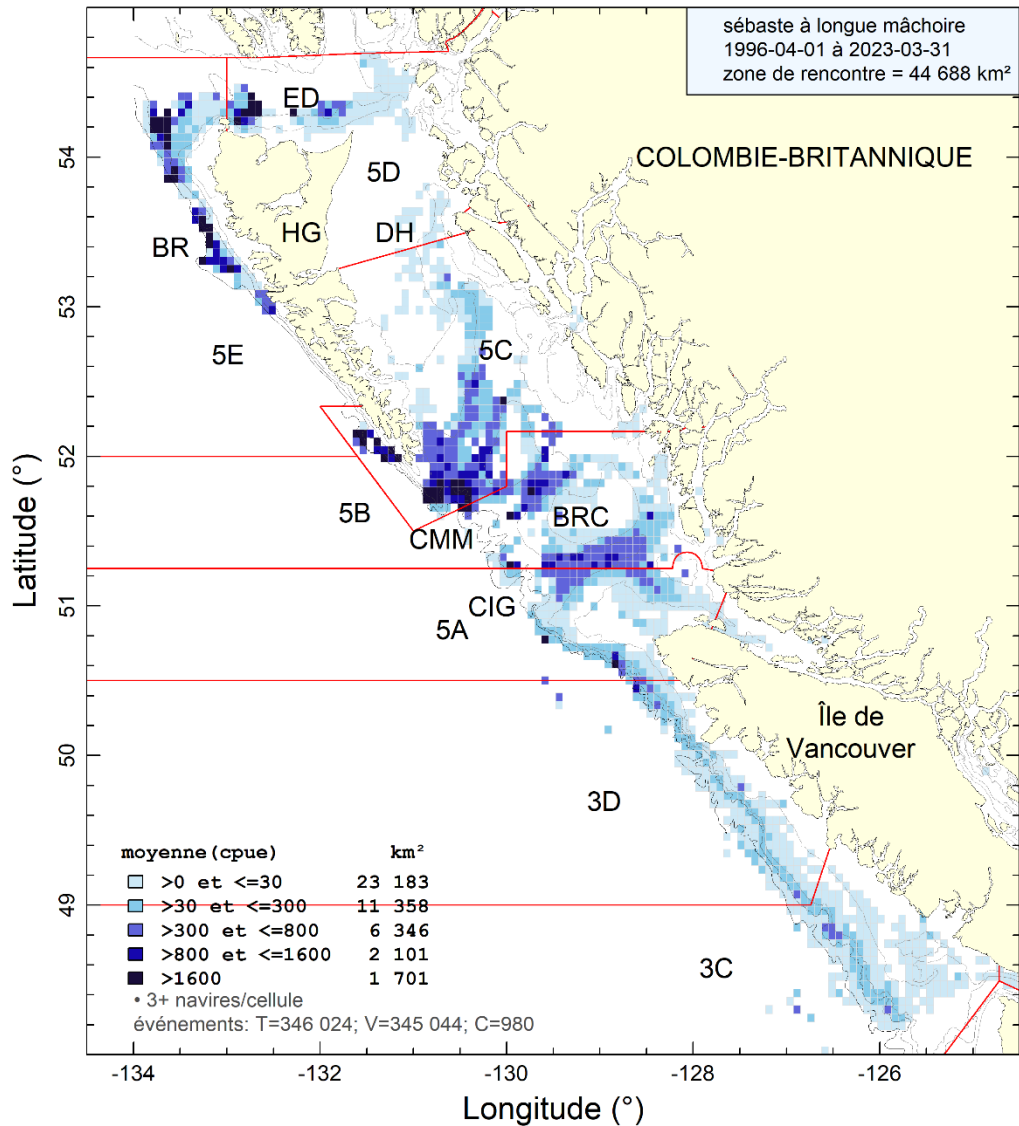 sébaste à longue mâchoire
1996-04-01 à 2023-03-31
zone de rencontre = 44 688 km²
ED
COLOMBIE-BRITANNIQUE
5D
HG
DH
BR
5E
5C
5B
BRC
CMM
CIG
5A
Île de
Vancouver
3D
3C
moyenne(cpue) km²
>0 et <=30 23 183
>30 et <=300 11 358
>300 et <=800 6 346
>800 et <=1600 2 101
>1600 1 701
• 3+ navires/cellule
événements: T=346 024; V=345 044; C=980
Latitude (°)
54
53
52
51
50
49
-134 -132 -130 -128 -126
Longitude (°)